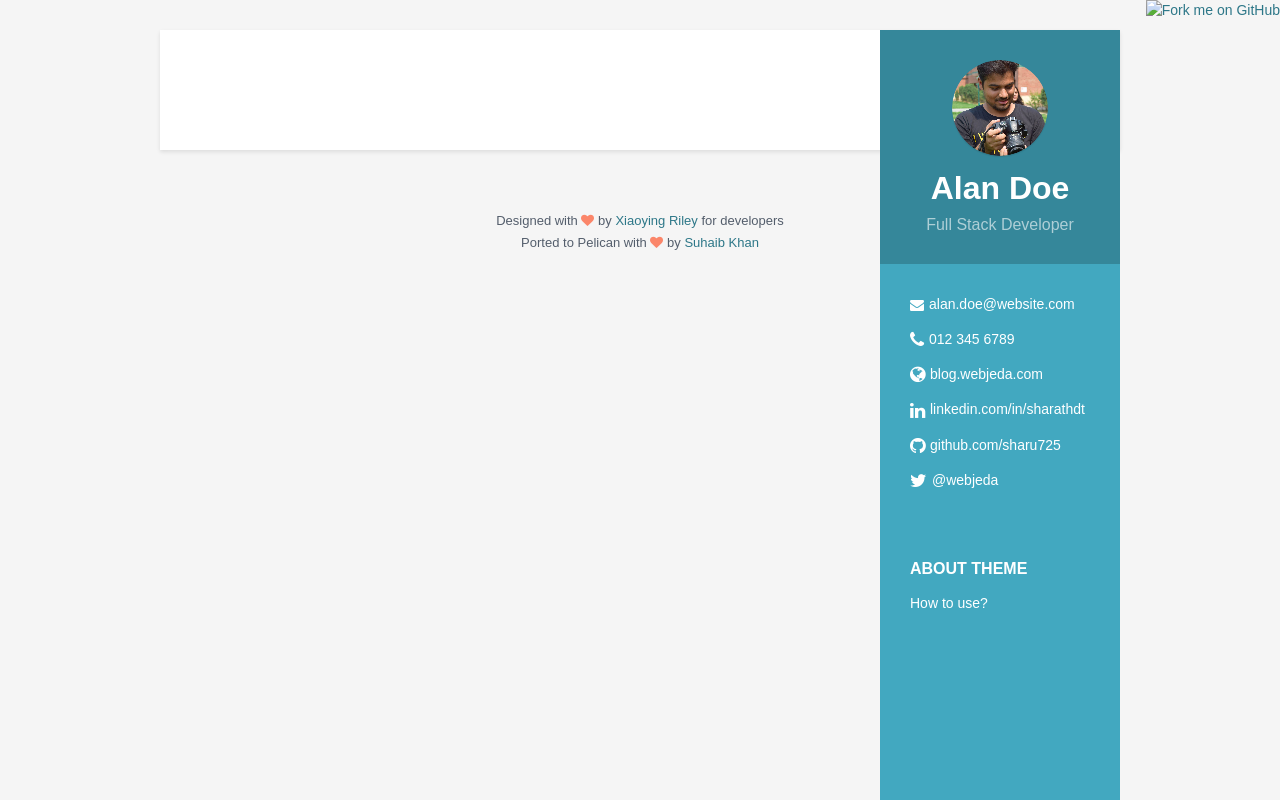 Fork me on GitHub
Alan Doe
Full Stack Developer
alan.doe@website.com
012 345 6789
blog.webjeda.com
linkedin.com/in/sharathdt
github.com/sharu725
@webjeda
ABOUT THEME
How to use?
Designed with by Xiaoying Riley for developers
Ported to Pelican with by Suhaib Khan